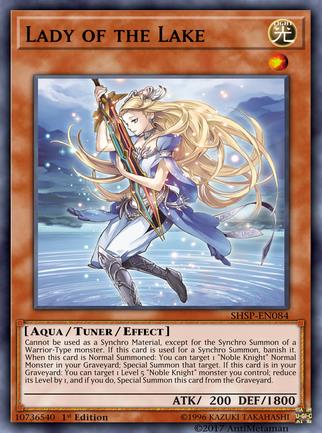 LADY OF THE LAKE
LIGHT
光
SHSP-EN084
[AQUA / TUNER / EFFECT]
Cannot be used as a Synchro Material, except for the Synchro Summon of a
Warrior-Type monster. If this card is used for a Synchro Summon, banish it.
When this card is Normal Summoned: You can target 1 "Noble Knight" Normal
Monster in your Graveyard; Special Summon that target. If this card is in your
Graveyard: You can target 1 Level 5 "Noble Knight" monster you control; reduce
its Level by 1, and if you do, Special Summon this card from the Graveyard.
ATK/ 200 DEF/1800
10736540 1st Edition ©1996 KAZUKI TAKAHASHI
©2017 AntiMetaman